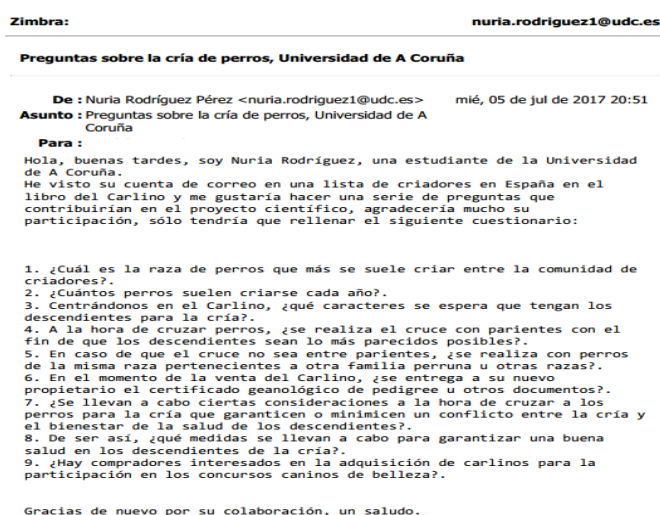 Zimbra: nuria.rodriguez1@udc.es
Preguntas sobre la cría de perros, Universidad de A Coruña
De : Nuria Rodríguez Pérez <nuria.rodriguez1@udc.es> mié, 05 de jul de 2017 20:51
Asunto : Preguntas sobre la cría de perros, Universidad de A
Coruña
Para :
Hola, buenas tardes, soy Nuria Rodríguez, una estudiante de la Universidad
de A Coruña.
He visto su cuenta de correo en una lista de criadores en España en el
libro del Carlino y me gustaría hacer una serie de preguntas que
contribuirían en el proyecto científico, agradecería mucho su
participación, sólo tendría que rellenar el siguiente cuestionario:
1. ¿Cuál es la raza de perros que más se suele criar entre la comunidad de
criadores?.
2. ¿Cuántos perros suelen criarse cada año?.
3. Centrándonos en el Carlino, ¿qué caracteres se espera que tengan los
descendientes para la cría?.
4. A la hora de cruzar perros, ¿se realiza el cruce con parientes con el
fin de que los descendientes sean lo más parecidos posibles?.
5. En caso de que el cruce no sea entre parientes, ¿se realiza con perros
de la misma raza pertenecientes a otra familia perruna u otras razas?.
6. En el momento de la venta del Carlino, ¿se entrega a su nuevo
propietario el certificado geanológico de pedigree u otros documentos?.
7. ¿Se llevan a cabo ciertas consideraciones a la hora de cruzar a los
perros para la cría que garanticen o minimicen un conflicto entre la cría y
el bienestar de la salud de los descendientes?.
8. De ser así, ¿qué medidas se llevan a cabo para garantizar una buena
salud en los descendientes de la cría?.
9. ¿Hay compradores interesados en la adquisición de carlinos para la
participación en los concursos caninos de belleza?.
Gracias de nuevo por su colaboración, un saludo.